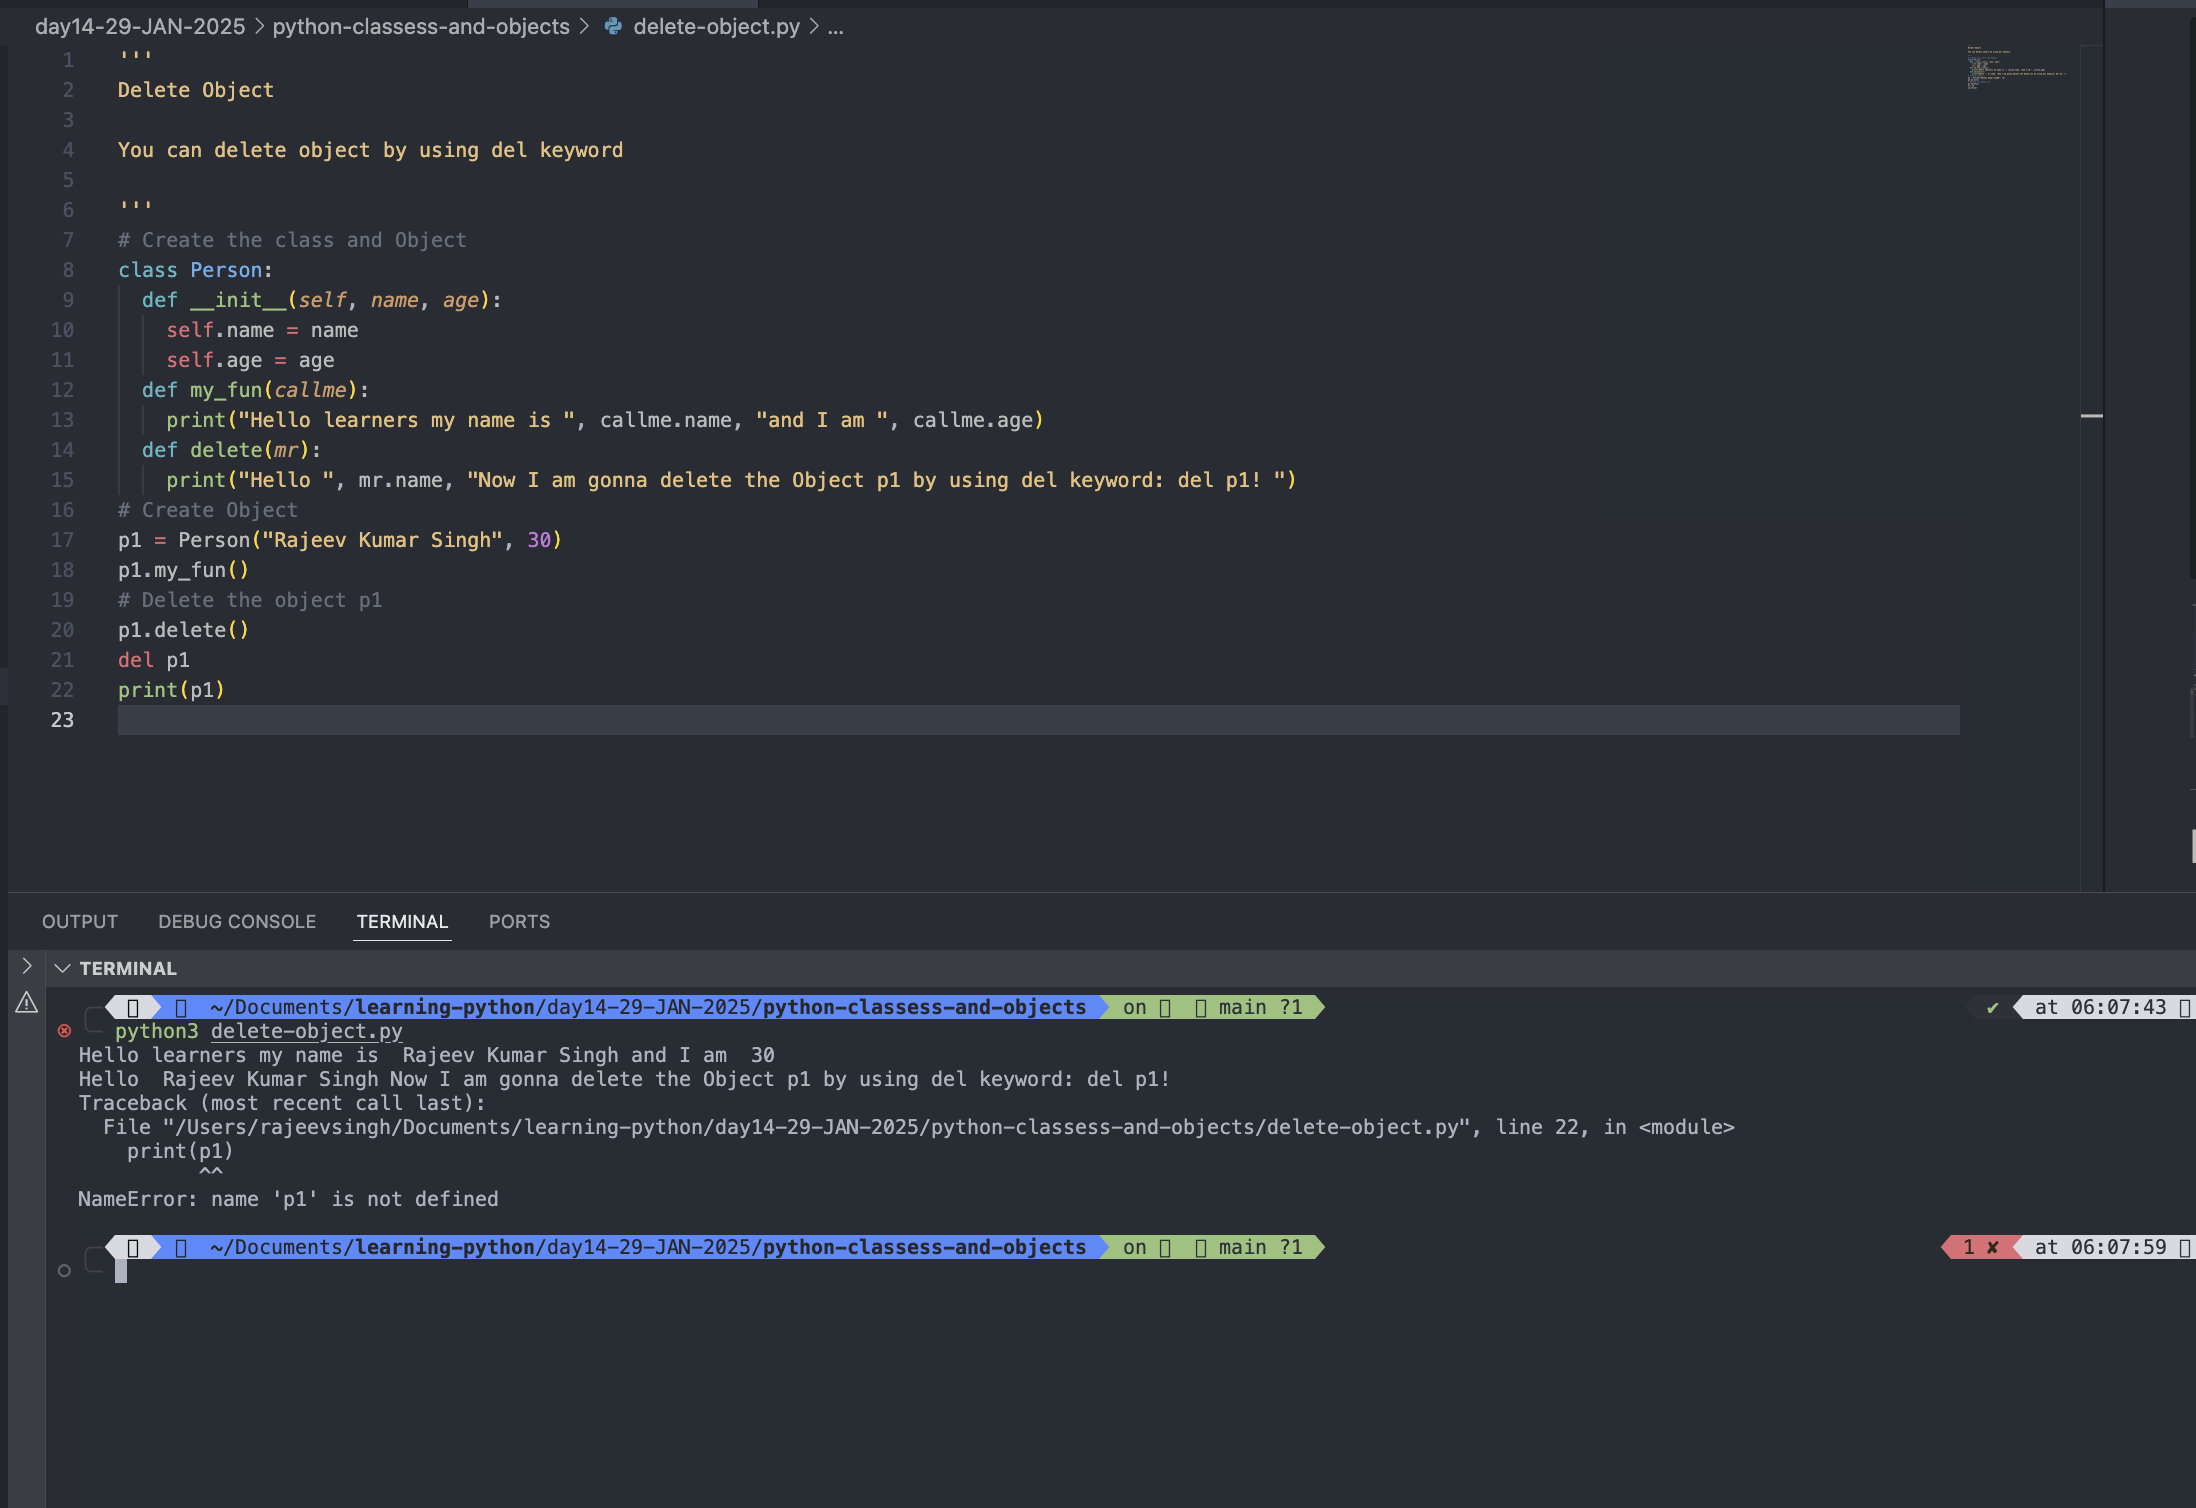 day14-29-JAN-2025 > python-classess-and-objects > delete-object.py > ...
1 '''
2 Delete Object
3
4 You can delete object by using del keyword
5
6 '''
7 # Create the class and Object
8 class Person:
9 def __init__(self, name, age):
10 self.name = name
11 self.age = age
12 def my_fun(callme):
13 print("Hello learners my name is ", callme.name, "and I am ", callme.age)
14 def delete(mr):
15 print("Hello ", mr.name, "Now I am gonna delete the Object p1 by using del keyword: del p1! ")
16 # Create Object
17 p1 = Person("Rajeev Kumar Singh", 30)
18 p1.my_fun()
19 # Delete the object p1
20 p1.delete()
21 del p1
22 print(p1)
23
OUTPUT DEBUG CONSOLE TERMINAL PORTS
TERMINAL
~/Documents/learning-python/day14-29-JAN-2025/python-classess-and-objects on main ?1 ✔ at 06:07:43
python3 delete-object.py
Hello learners my name is  Rajeev Kumar Singh and I am  30
Hello  Rajeev Kumar Singh Now I am gonna delete the Object p1 by using del keyword: del p1!
Traceback (most recent call last):
File "/Users/rajeevsingh/Documents/learning-python/day14-29-JAN-2025/python-classess-and-objects/delete-object.py", line 22, in <module>
print(p1)
^^
NameError: name 'p1' is not defined
~/Documents/learning-python/day14-29-JAN-2025/python-classess-and-objects on main ?1 1 ✘ at 06:07:59